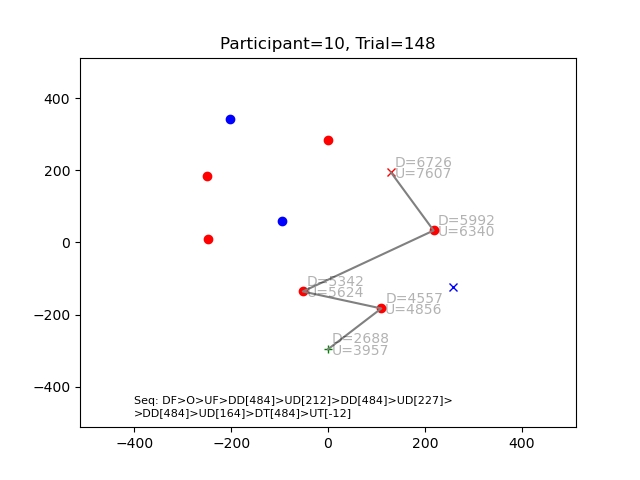 Participant=10, Trial=148
400
200
0
−200
−400
D=6726
U=7607
D=5992
U=6340
D=5342
U=5624
D=4557
U=4856
D=2688
U=3957
Seq: DF>O>UF>DD[484]>UD[212]>DD[484]>UD[227]>
>DD[484]>UD[164]>DT[484]>UT[-12]
−400 −200 0 200 400